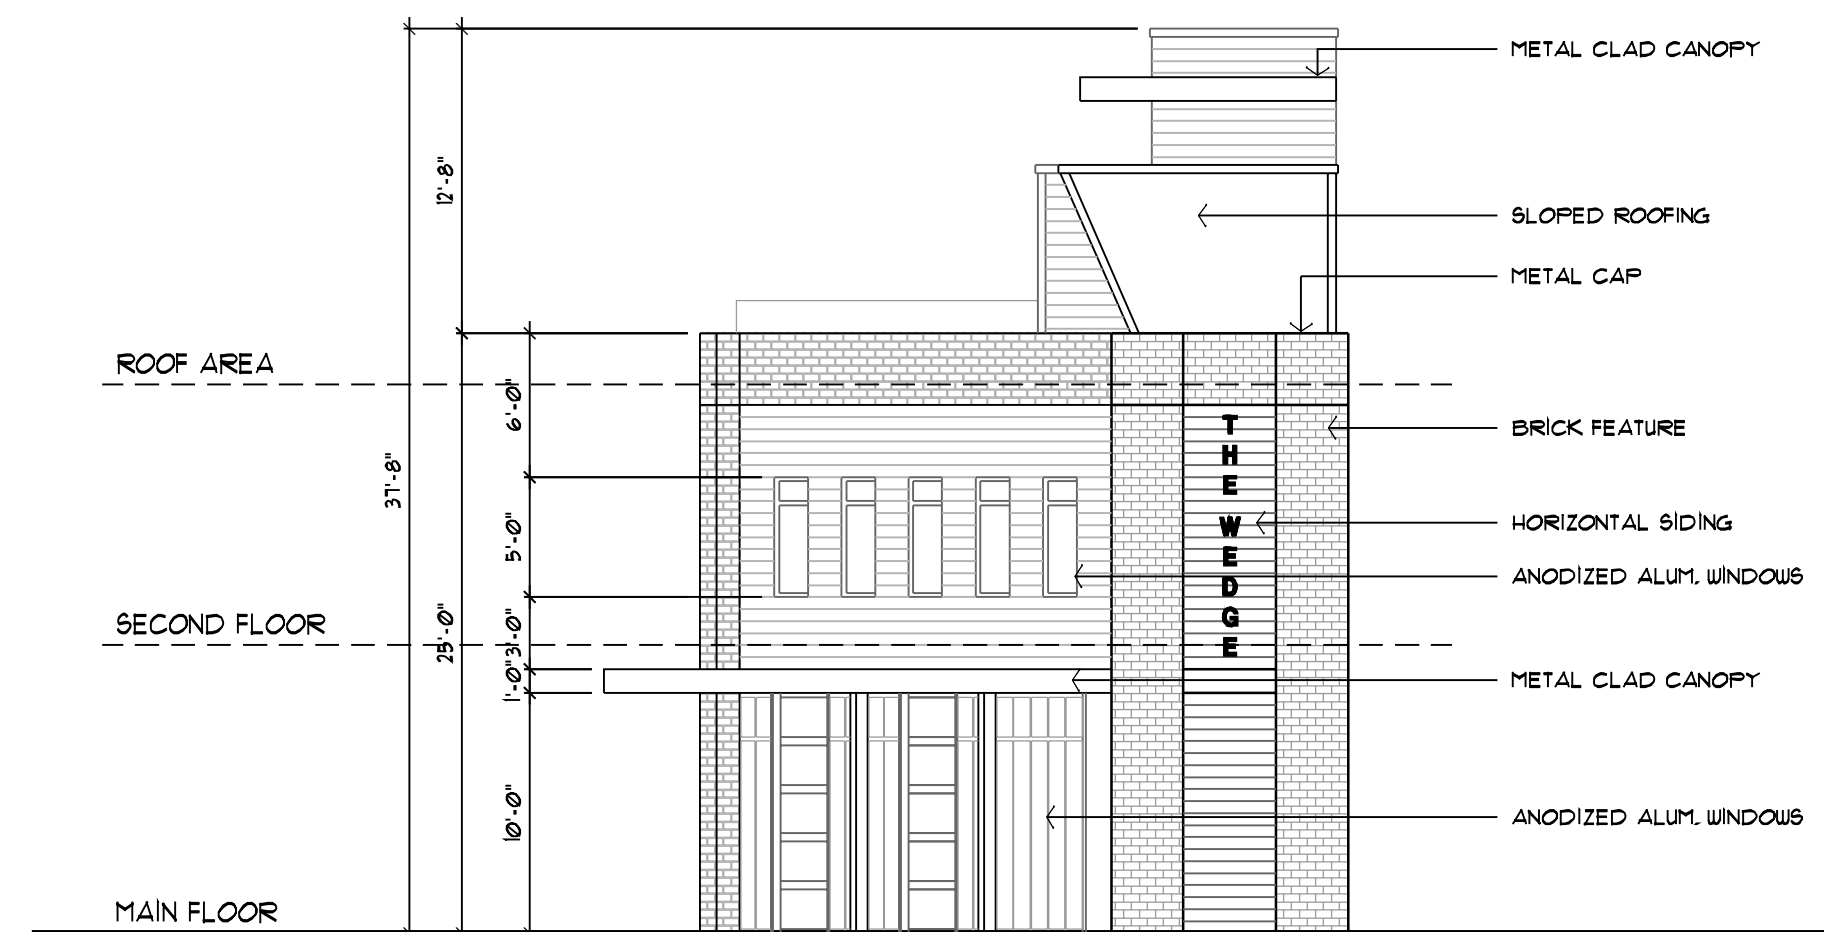 METAL CLAD CANOPY
12'-8"
SLOPED ROOFING
METAL CAP
ROOF AREA
6'-0"
BRICK FEATURE
37'-8"
THE WEDGE
HORIZONTAL SIDING
5'-0"
ANODIZED ALUM. WINDOWS
SECOND FLOOR
25'-0"
3'-0"
1'-0"
METAL CLAD CANOPY
10'-0"
ANODIZED ALUM. WINDOWS
MAIN FLOOR